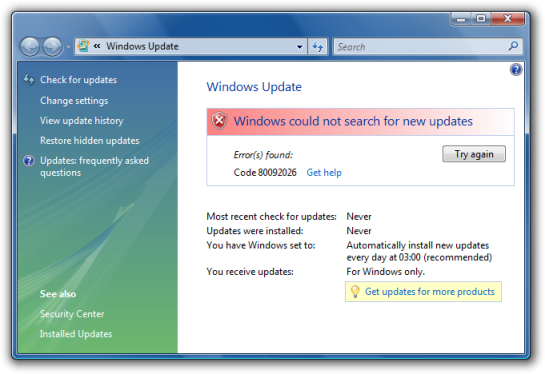 « Windows Update
Search
Check for updates
Change settings
View update history
Restore hidden updates
Updates: frequently asked
questions
See also
Security Center
Installed Updates
Windows Update
Windows could not search for new updates
Error(s) found:
Code 80092026 Get help
Try again
Most recent check for updates: Never
Updates were installed: Never
You have Windows set to: Automatically install new updates
every day at 03:00 (recommended)
You receive updates: For Windows only.
Get updates for more products